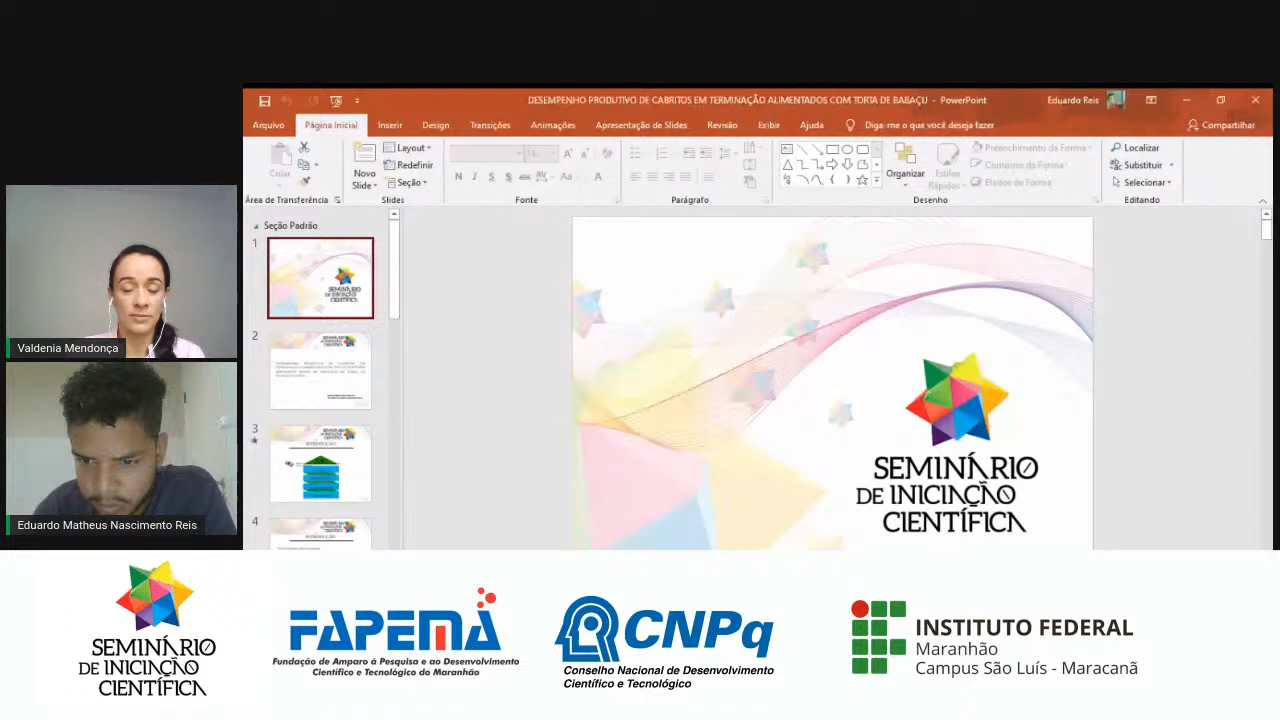 DESEMPENHO PRODUTIVO DE CABRITOS EM TERMINAÇÃO ALIMENTADOS COM TORTA DE BABAÇU - PowerPoint
Eduardo Reis
Arquivo
Página Inicial
Inserir
Design
Transições
Animações
Apresentação de Slides
Revisão
Exibir
Ajuda
Diga-me o que você deseja fazer
Compartilhar
Colar
Novo
Slide
Layout
Redefinir
Seção
N I S S abc AV Aa A
Organizar
Estilos
Rápidos
Preenchimento da Forma
Contorno da Forma
Efeitos de Forma
Localizar
Substituir
Selecionar
Área de Transferência
Slides
Fonte
Parágrafo
Desenho
Editando
Seção Padrão
1
2
3
INTRODUÇÃO
4
INTRODUÇÃO
SEMINÁRIO
DE INICIAÇÃO
CIENTÍFICA
Valdenia Mendonça
Eduardo Matheus Nascimento Reis
SEMINÁRIO
DE INICIAÇÃO
CIENTÍFICA
FAPEMA
Fundação de Amparo à Pesquisa e ao Desenvolvimento
Científico e Tecnológico do Maranhão
CNPq
Conselho Nacional de Desenvolvimento
Científico e Tecnológico
INSTITUTO FEDERAL
Maranhão
Campus São Luís - Maracanã